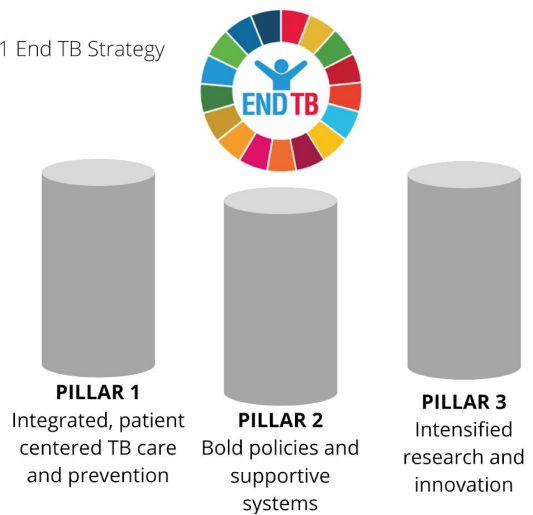 1 End TB Strategy
END TB
PILLAR 1
Integrated, patient
centered TB care
and prevention
PILLAR 2
Bold policies and
supportive
systems
PILLAR 3
Intensified
research and
innovation